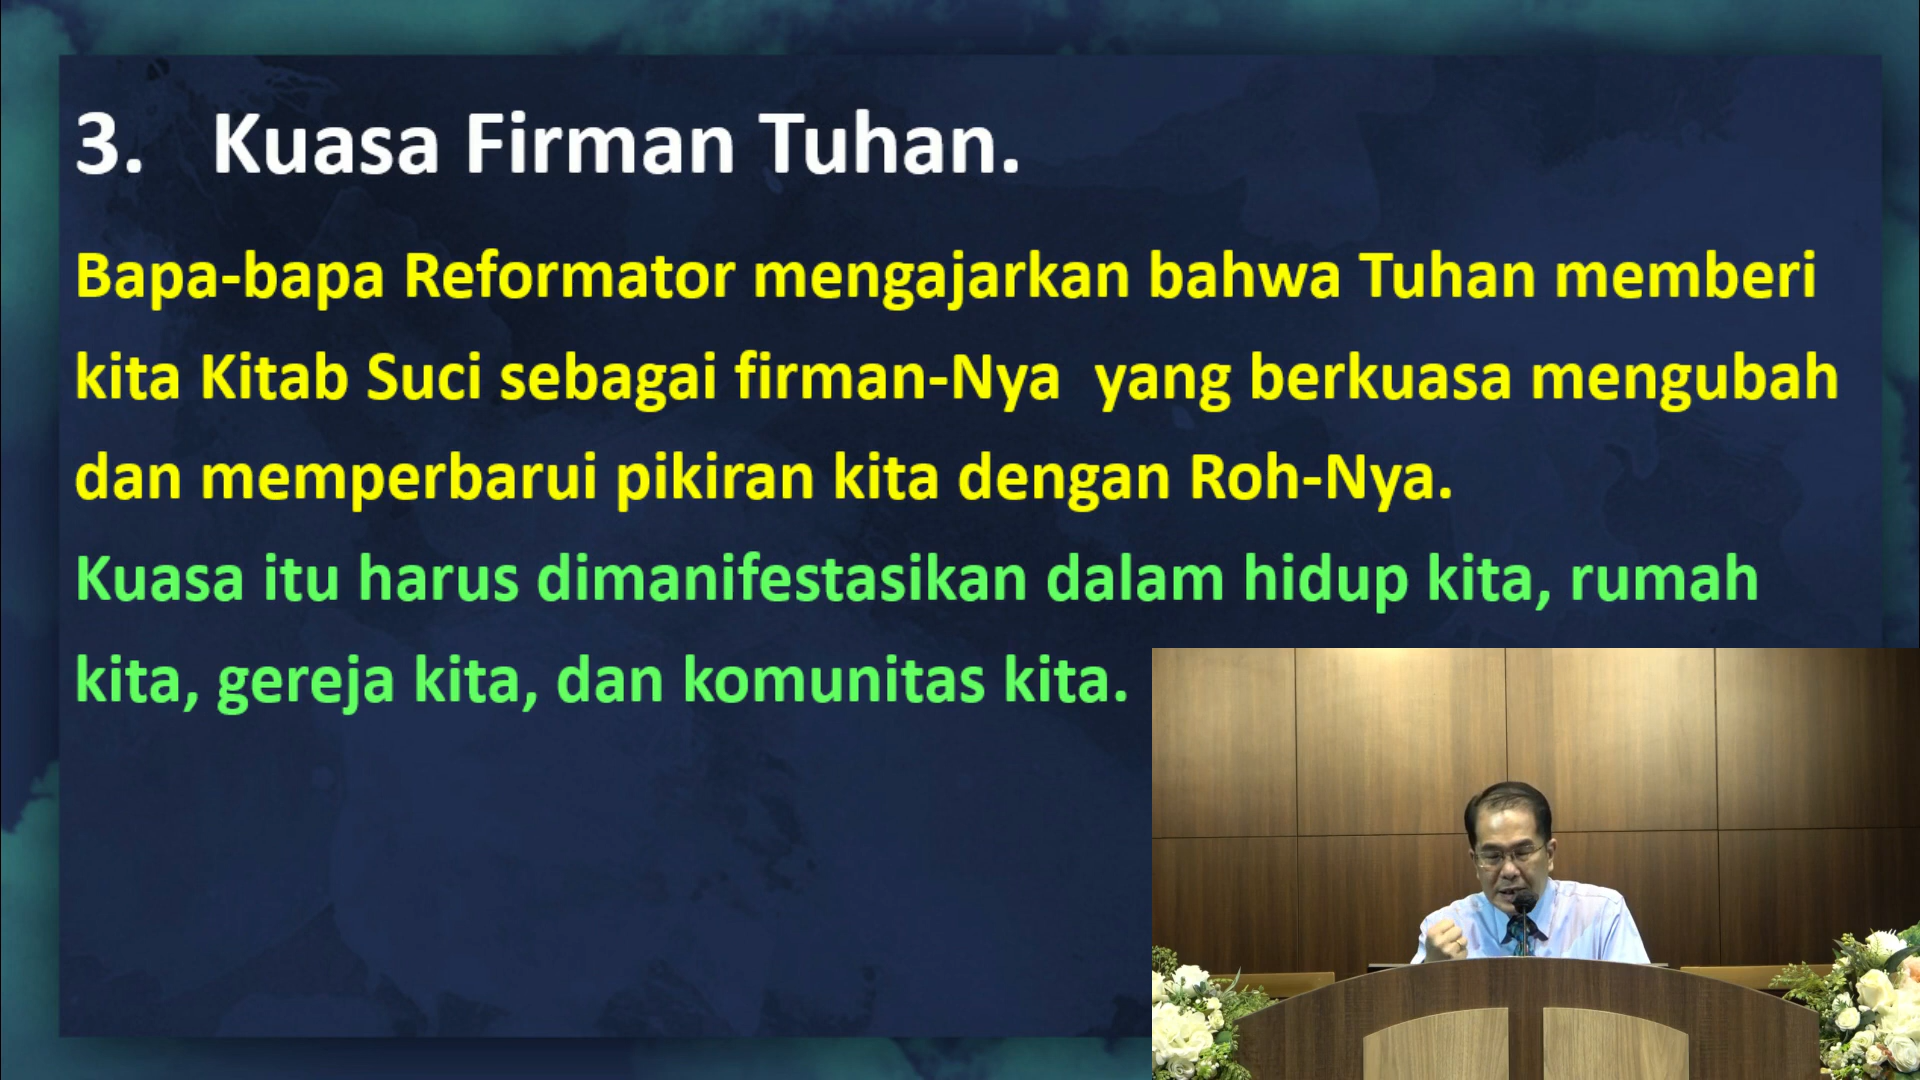 3. Kuasa Firman Tuhan.
Bapa-bapa Reformator mengajarkan bahwa Tuhan memberi
kita Kitab Suci sebagai firman-Nya yang berkuasa mengubah
dan memperbarui pikiran kita dengan Roh-Nya.
Kuasa itu harus dimanifestasikan dalam hidup kita, rumah
kita, gereja kita, dan komunitas kita.